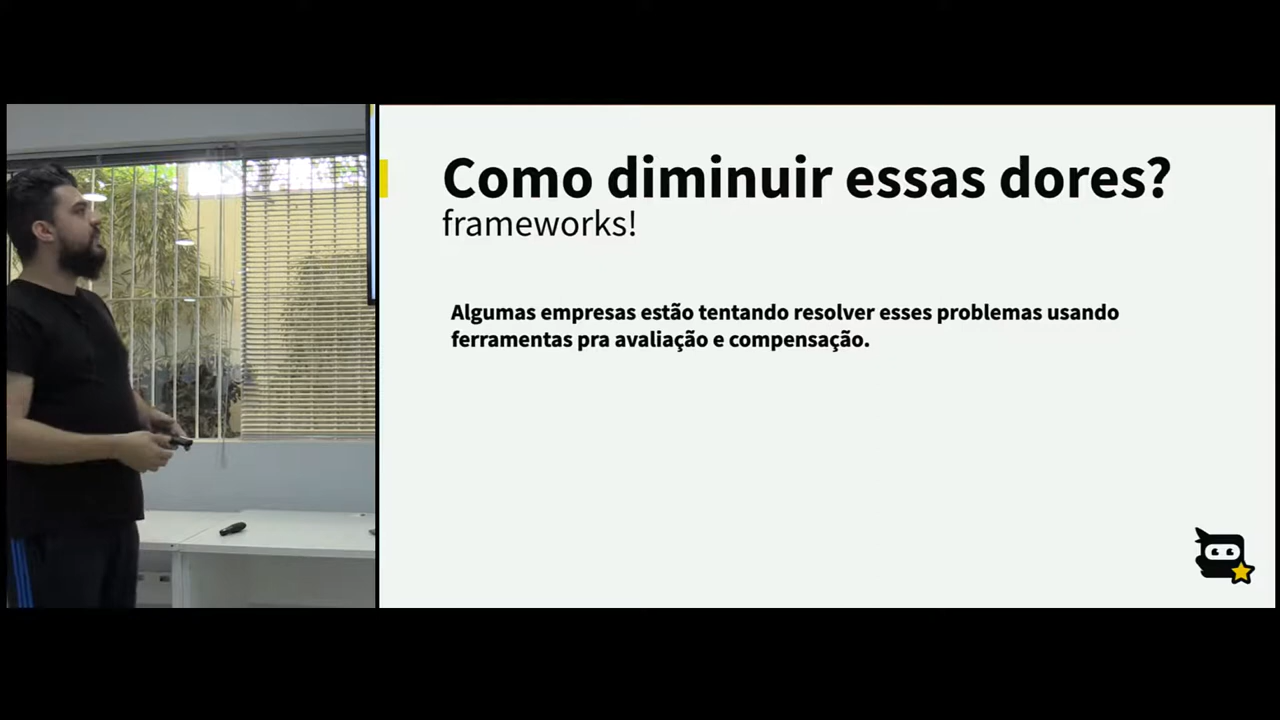 Como diminuir essas dores?
frameworks!
Algumas empresas estão tentando resolver esses problemas usando
ferramentas pra avaliação e compensação.